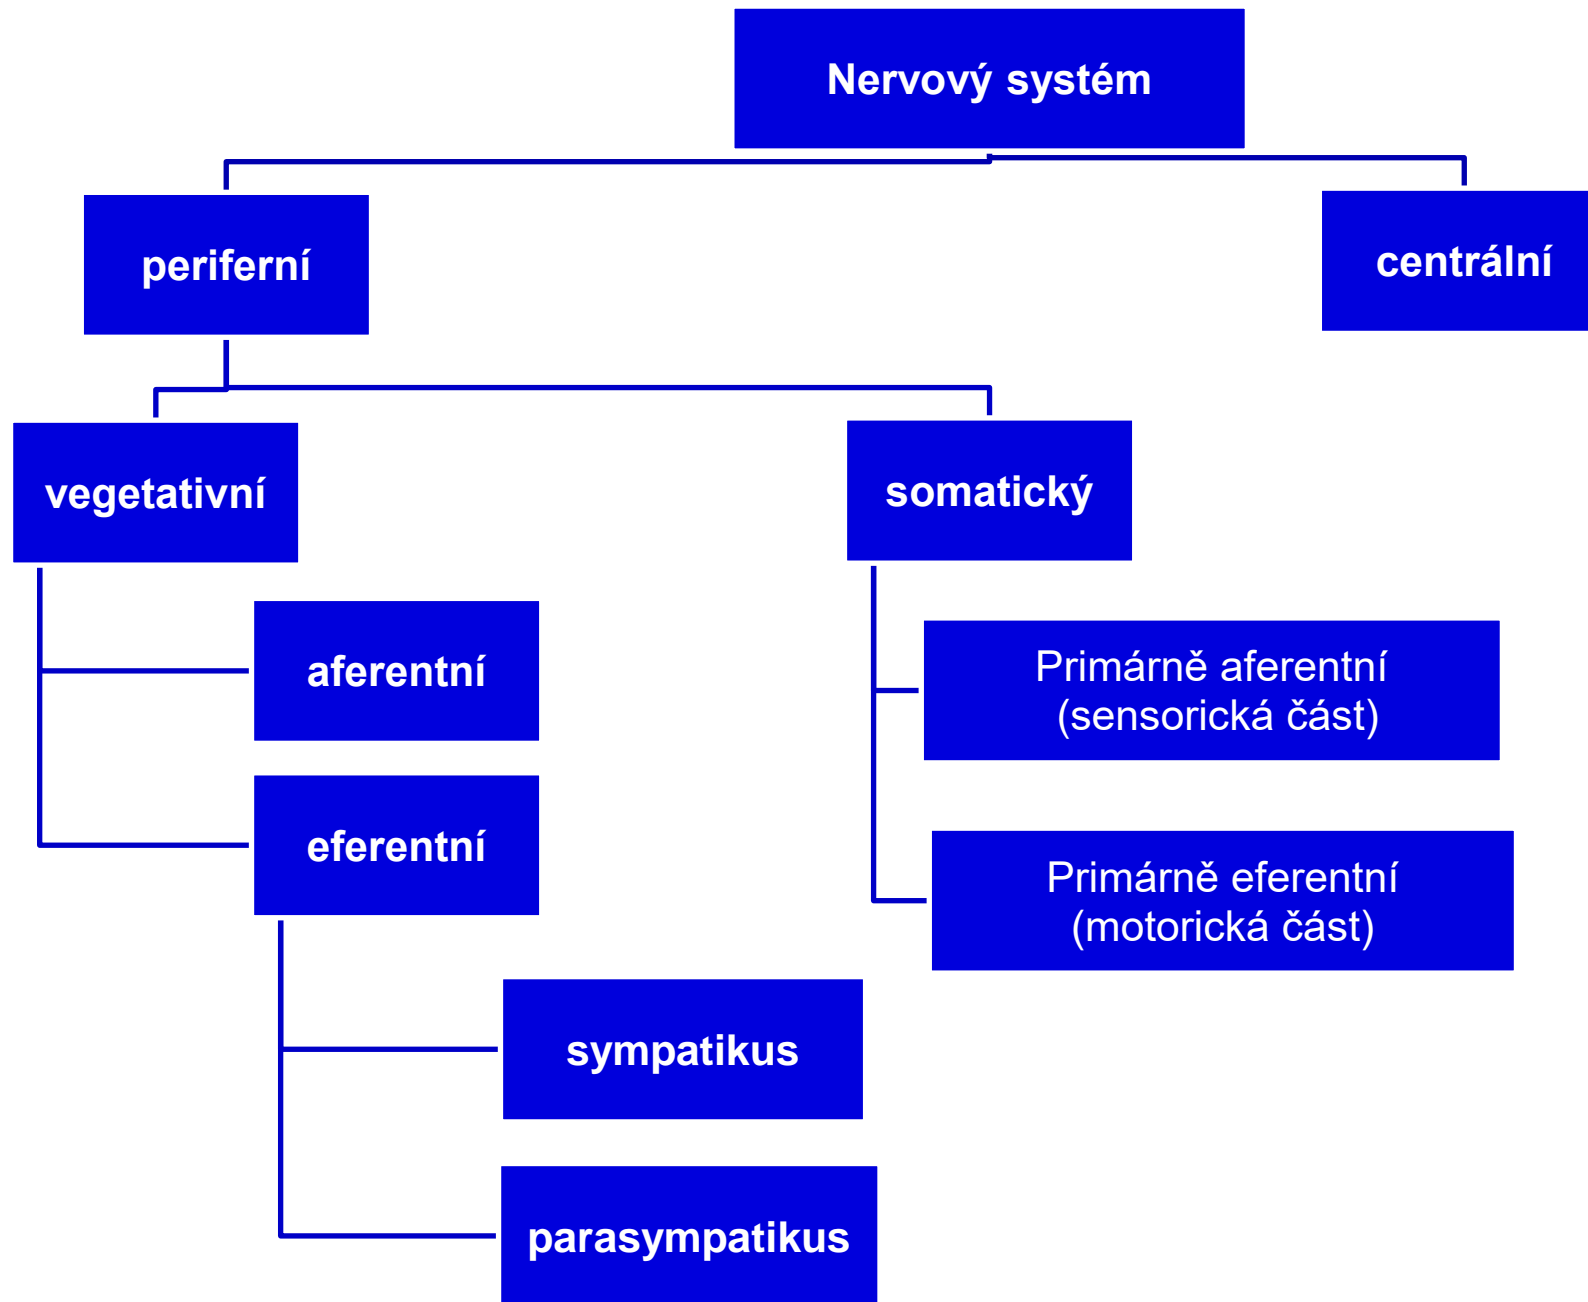 Nervový systém
periferní
centrální
vegetativní
somatický
aferentní
Primárně aferentní
(sensorická část)
eferentní
Primárně eferentní
(motorická část)
sympatikus
parasympatikus